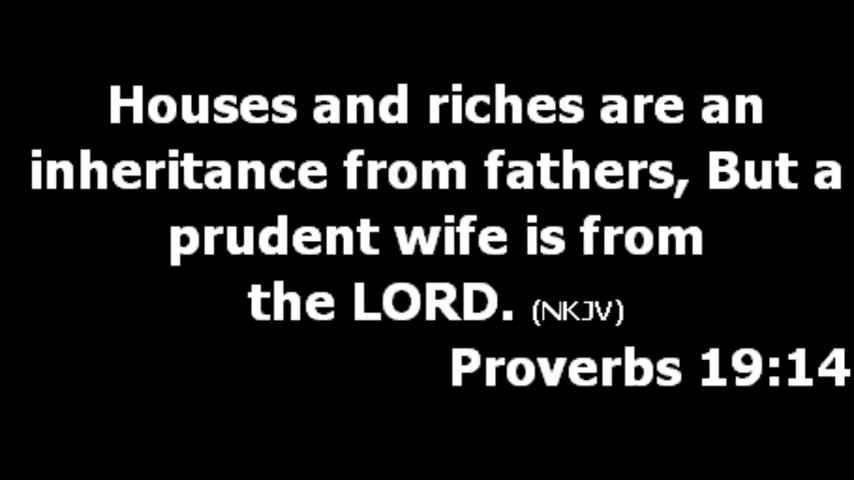 Houses and riches are an
inheritance from fathers, But a
prudent wife is from
the LORD. (NKJV)
Proverbs 19:14